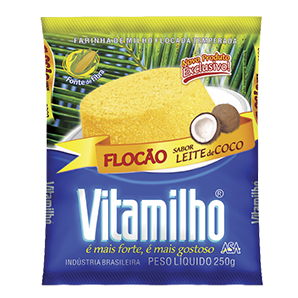 FARINHA DE MILHO FLOCADA TEMPERADA
Fonte de fibra
Novo Produto
Exclusivo!
FLOCÃO
SABOR
LEITE de COCO
Vitamilho®
é mais forte, é mais gostoso
ASA
INDÚSTRIA BRASILEIRA PESO LÍQUIDO 250g